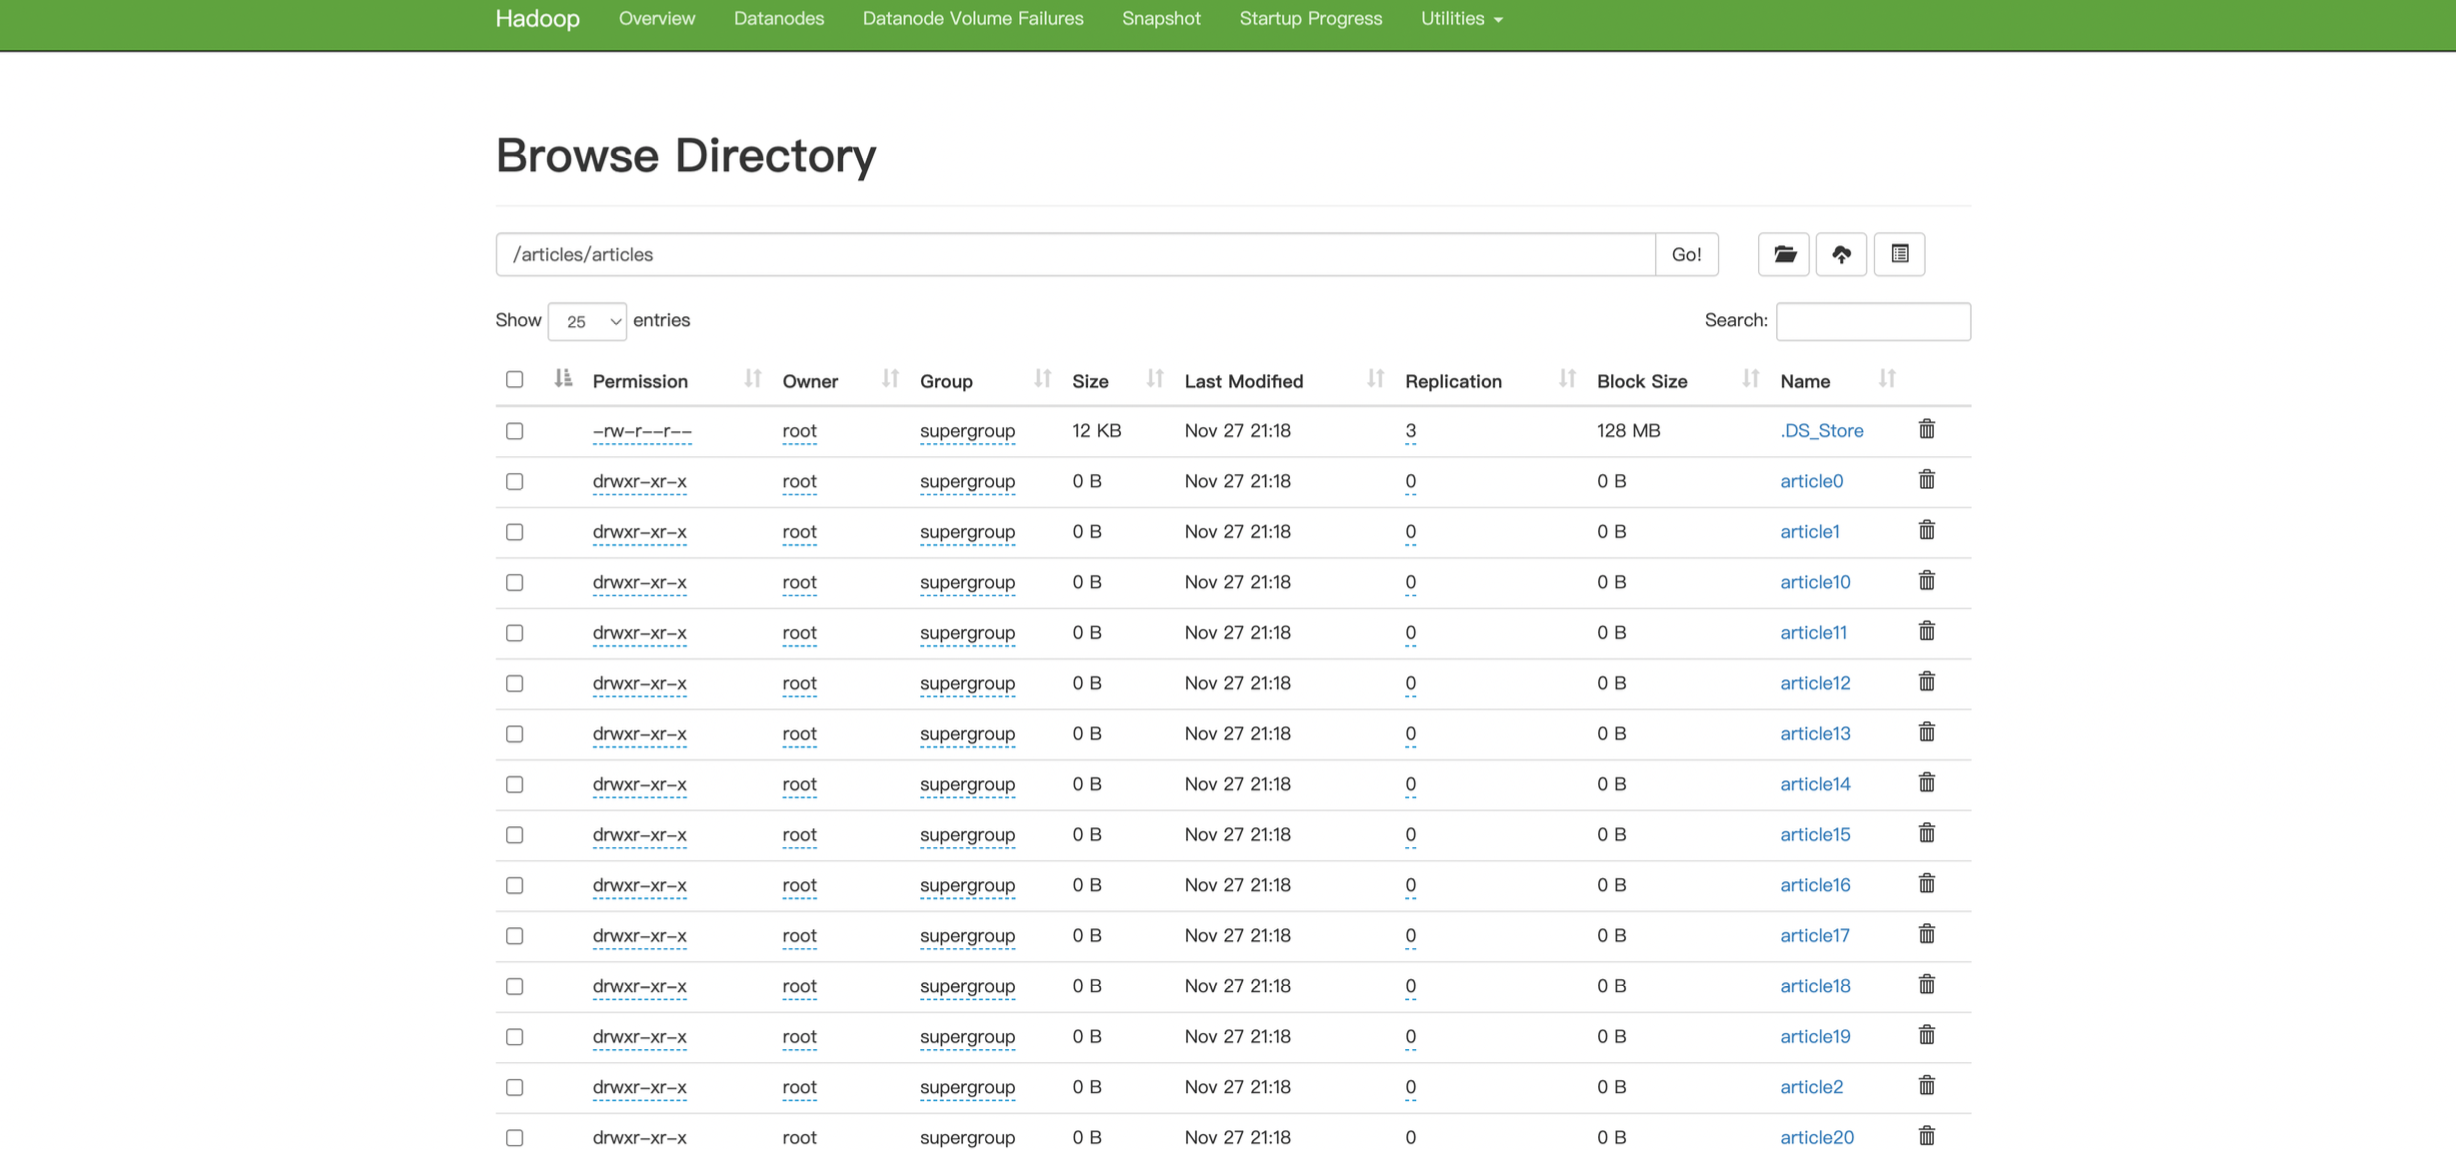 Hadoop Overview Datanodes Datanode Volume Failures Snapshot Startup Progress Utilities
Browse Directory
/articles/articles Go!
Show 25 entries Search:
Permission Owner Group Size Last Modified Replication Block Size Name
-rw-r--r-- root supergroup 12 KB Nov 27 21:18 3 128 MB .DS_Store
drwxr-xr-x root supergroup 0 B Nov 27 21:18 0 0 B article0
drwxr-xr-x root supergroup 0 B Nov 27 21:18 0 0 B article1
drwxr-xr-x root supergroup 0 B Nov 27 21:18 0 0 B article10
drwxr-xr-x root supergroup 0 B Nov 27 21:18 0 0 B article11
drwxr-xr-x root supergroup 0 B Nov 27 21:18 0 0 B article12
drwxr-xr-x root supergroup 0 B Nov 27 21:18 0 0 B article13
drwxr-xr-x root supergroup 0 B Nov 27 21:18 0 0 B article14
drwxr-xr-x root supergroup 0 B Nov 27 21:18 0 0 B article15
drwxr-xr-x root supergroup 0 B Nov 27 21:18 0 0 B article16
drwxr-xr-x root supergroup 0 B Nov 27 21:18 0 0 B article17
drwxr-xr-x root supergroup 0 B Nov 27 21:18 0 0 B article18
drwxr-xr-x root supergroup 0 B Nov 27 21:18 0 0 B article19
drwxr-xr-x root supergroup 0 B Nov 27 21:18 0 0 B article2
drwxr-xr-x root supergroup 0 B Nov 27 21:18 0 0 B article20